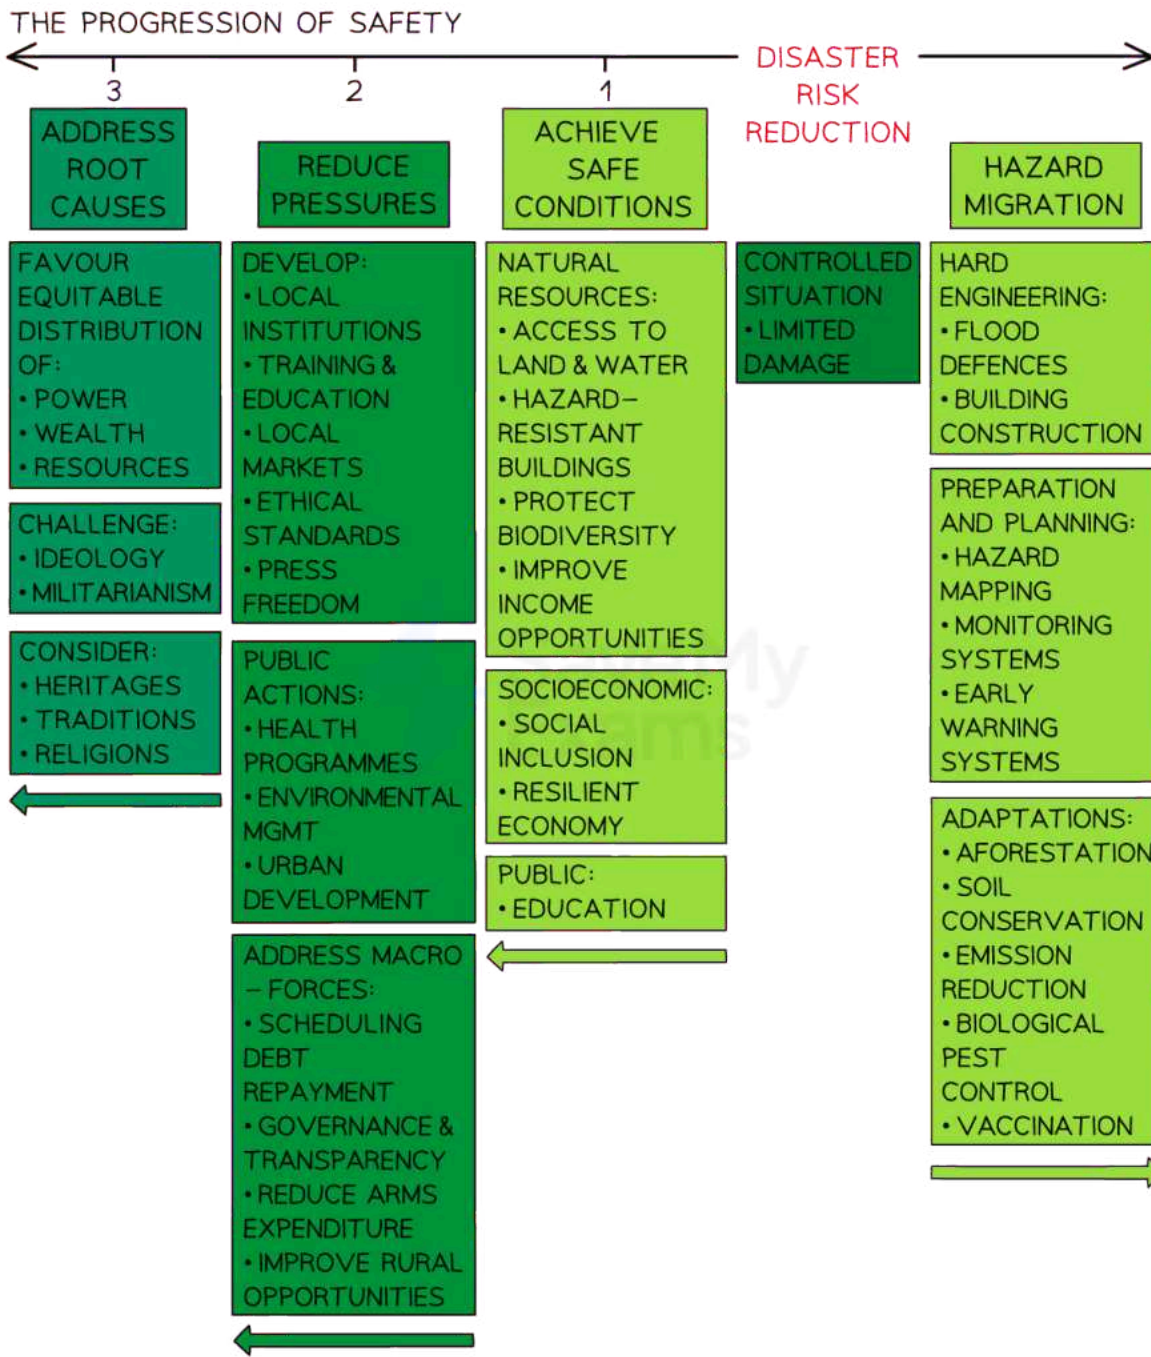 THE PROGRESSION OF SAFETY
3
2
1
DISASTER
RISK
REDUCTION
ADDRESS
ROOT
CAUSES
FAVOUR
EQUITABLE
DISTRIBUTION
OF:
• POWER
• WEALTH
• RESOURCES
CHALLENGE:
• IDEOLOGY
• MILITARIANISM
CONSIDER:
• HERITAGES
• TRADITIONS
• RELIGIONS
REDUCE
PRESSURES
DEVELOP:
• LOCAL
INSTITUTIONS
• TRAINING &
EDUCATION
• LOCAL
MARKETS
• ETHICAL
STANDARDS
• PRESS
FREEDOM
PUBLIC
ACTIONS:
• HEALTH
PROGRAMMES
• ENVIRONMENTAL
MGMT
• URBAN
DEVELOPMENT
ADDRESS MACRO
– FORCES:
• SCHEDULING
DEBT
REPAYMENT
• GOVERNANCE &
TRANSPARENCY
• REDUCE ARMS
EXPENDITURE
• IMPROVE RURAL
OPPORTUNITIES
ACHIEVE
SAFE
CONDITIONS
NATURAL
RESOURCES:
• ACCESS TO
LAND & WATER
• HAZARD–
RESISTANT
BUILDINGS
• PROTECT
BIODIVERSITY
• IMPROVE
INCOME
OPPORTUNITIES
SOCIOECONOMIC:
• SOCIAL
INCLUSION
• RESILIENT
ECONOMY
PUBLIC:
• EDUCATION
CONTROLLED
SITUATION
• LIMITED
DAMAGE
HAZARD
MIGRATION
HARD
ENGINEERING:
• FLOOD
DEFENCES
• BUILDING
CONSTRUCTION
PREPARATION
AND PLANNING:
• HAZARD
MAPPING
• MONITORING
SYSTEMS
• EARLY
WARNING
SYSTEMS
ADAPTATIONS:
• AFORESTATION
• SOIL
CONSERVATION
• EMISSION
REDUCTION
• BIOLOGICAL
PEST
CONTROL
• VACCINATION